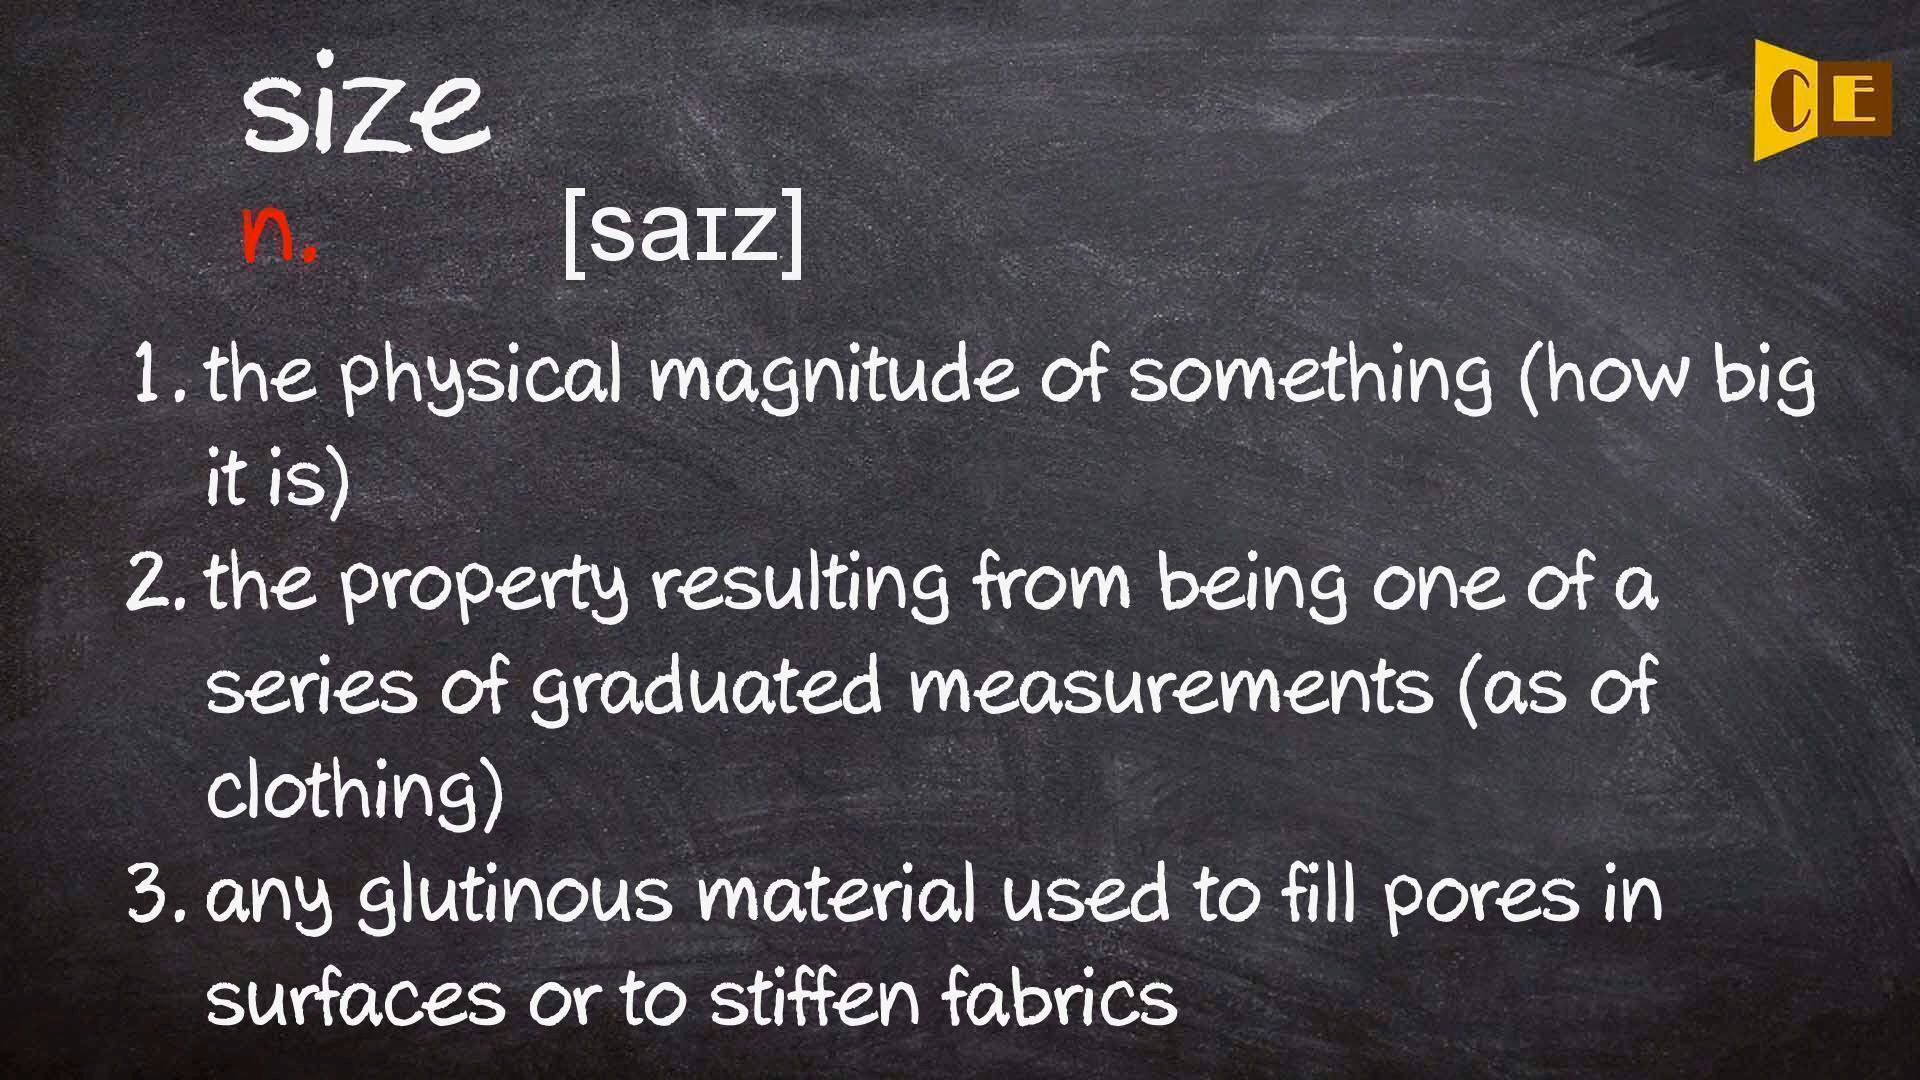 size
CE
n. [saɪz]
1. the physical magnitude of something (how big
it is)
2. the property resulting from being one of a
series of graduated measurements (as of
clothing)
3. any glutinous material used to fill pores in
surfaces or to stiffen fabrics